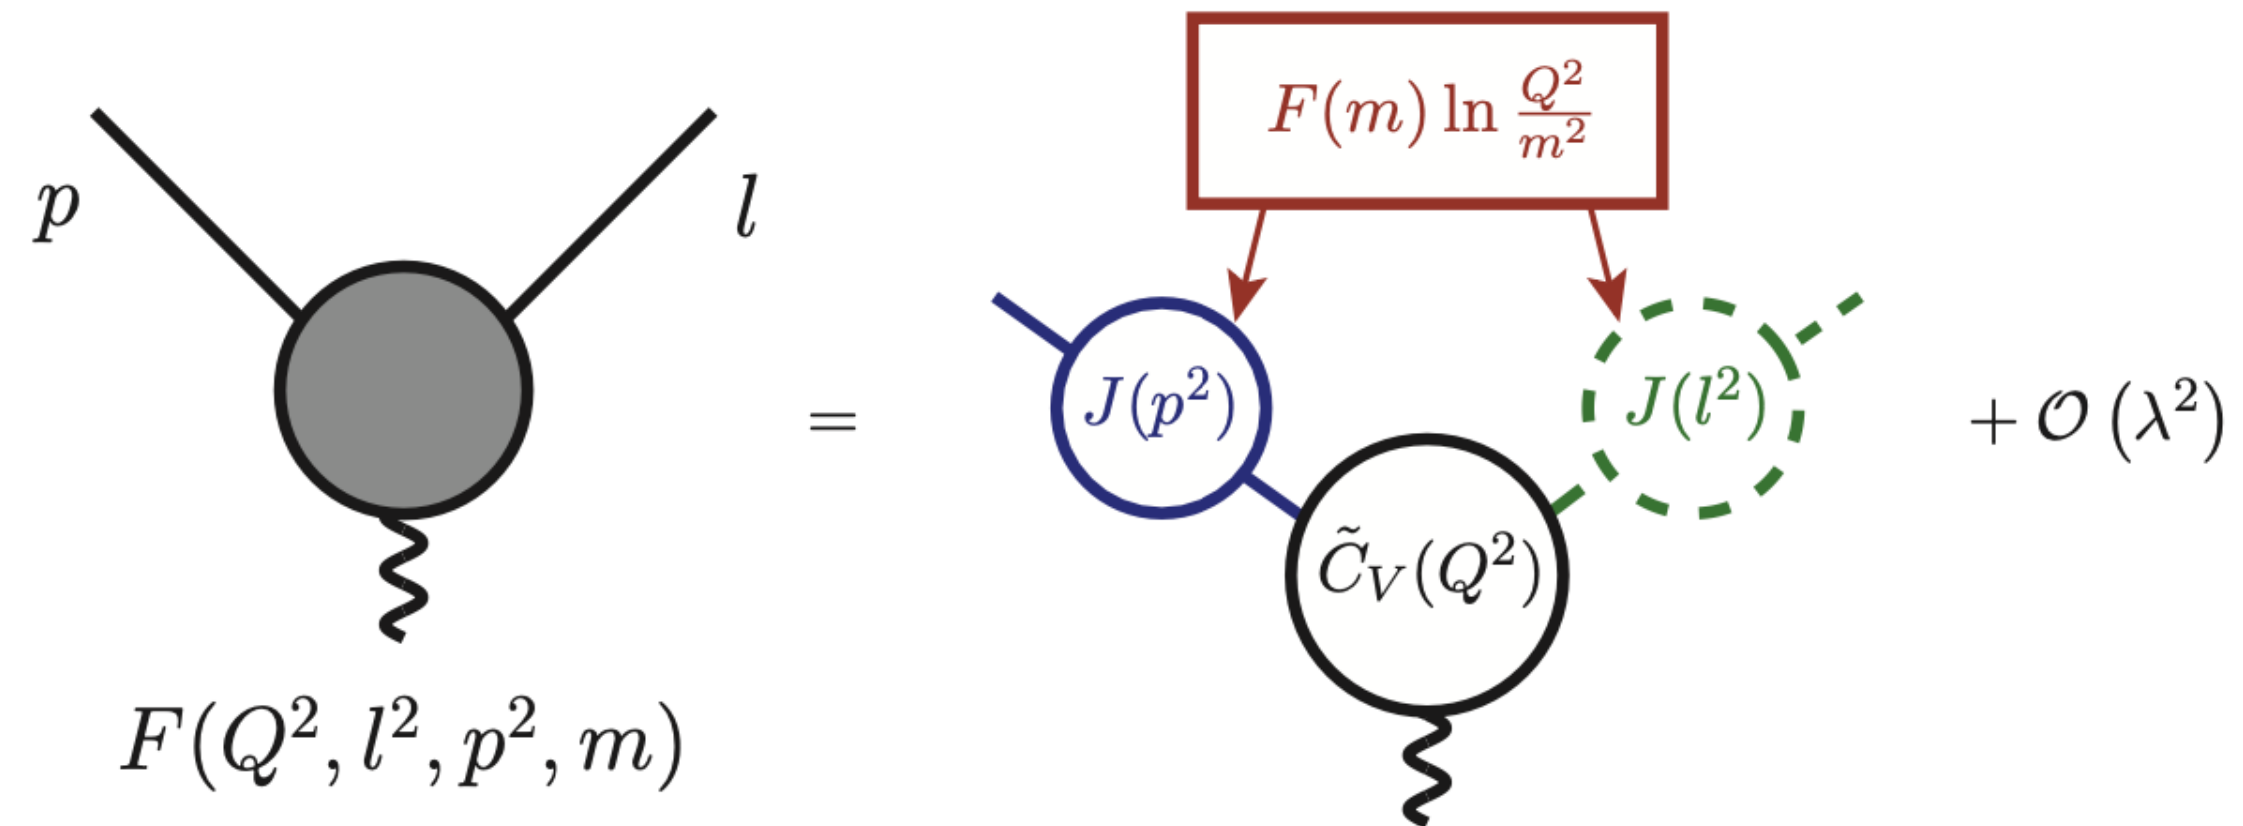 p
l
F(Q², l², p², m)
=
F(m) ln Q²/m²
J(p²)
J(l²)
C̃_V(Q²)
+ 𝒪(λ²)